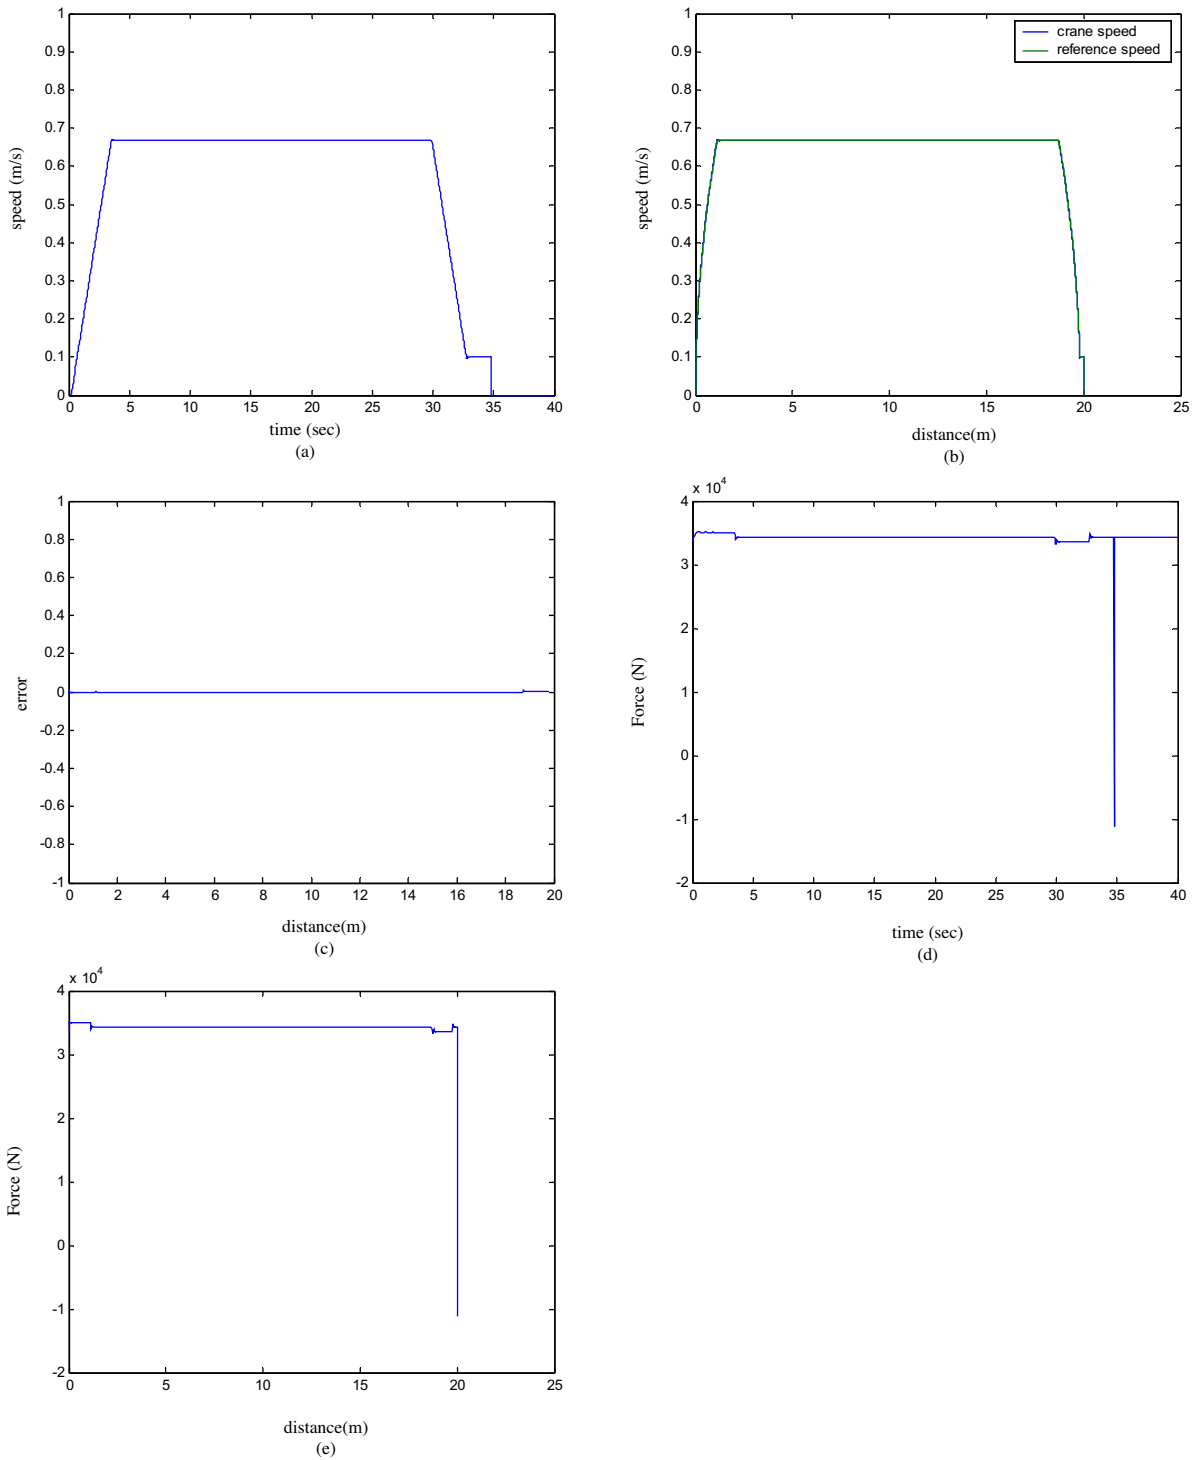 1
0.9
0.8
0.7
0.6
0.5
0.4
0.3
0.2
0.1
0
0 5 10 15 20 25 30 35 40
speed (m/s)
time (sec)
(a)
1
0.9
0.8
0.7
0.6
0.5
0.4
0.3
0.2
0.1
0
0 5 10 15 20 25
crane speed
reference speed
speed (m/s)
distance(m)
(b)
1
0.8
0.6
0.4
0.2
0
-0.2
-0.4
-0.6
-0.8
-1
0 2 4 6 8 10 12 14 16 18 20
error
distance(m)
(c)
x 10⁴
4
3
2
1
0
-1
-2
0 5 10 15 20 25 30 35 40
Force (N)
time (sec)
(d)
x 10⁴
4
3
2
1
0
-1
-2
0 5 10 15 20 25
Force (N)
distance(m)
(e)